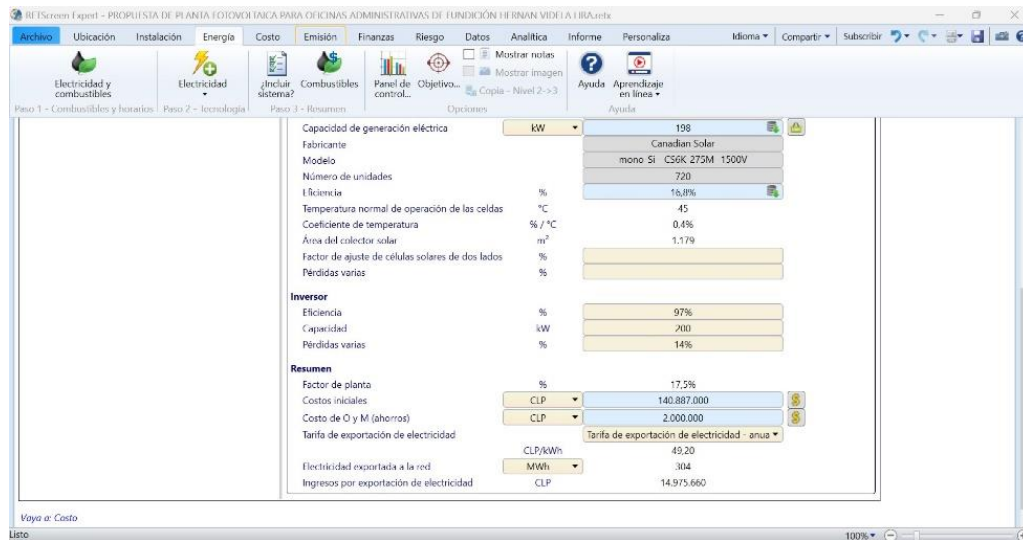 RETScreen Expert - PROPUESTA DE PLANTA FOTOVOLTAICA PARA OFICINAS ADMINISTRATIVAS DE FUNDICIÓN HERNAN VIDELA LIRA.retx
Archivo Ubicación Instalación Energía Costo Emisión Finanzas Riesgo Datos Analítica Informe Personaliza Idioma Compartir Subscribir
Electricidad y combustibles
Electricidad
¿Incluir sistema?
Combustibles
Panel de control...
Objetivo...
Mostrar notas
Mostrar imagen
Copia - Nivel 2->3
Ayuda
Aprendizaje en línea
Paso 1 - Combustibles y horarios Paso 2 - Tecnología Paso 3 - Resumen Opciones Ayuda
Capacidad de generación eléctrica kW 198
Fabricante Canadian Solar
Modelo mono-Si - CS6K-275M- 1500V
Número de unidades 720
Eficiencia % 16,8%
Temperatura normal de operación de las celdas °C 45
Coeficiente de temperatura % / °C 0,4%
Área del colector solar m² 1.179
Factor de ajuste de células solares de dos lados %
Pérdidas varias %
Inversor
Eficiencia % 97%
Capacidad kW 200
Pérdidas varias % 14%
Resumen
Factor de planta % 17,5%
Costos iniciales CLP 140.887.000
Costo de O y M (ahorros) CLP 2.000.000
Tarifa de exportación de electricidad Tarifa de exportación de electricidad - anua
CLP/kWh 49,20
Electricidad exportada a la red MWh 304
Ingresos por exportación de electricidad CLP 14.975.660
Vaya a: Costo
Listo 100%